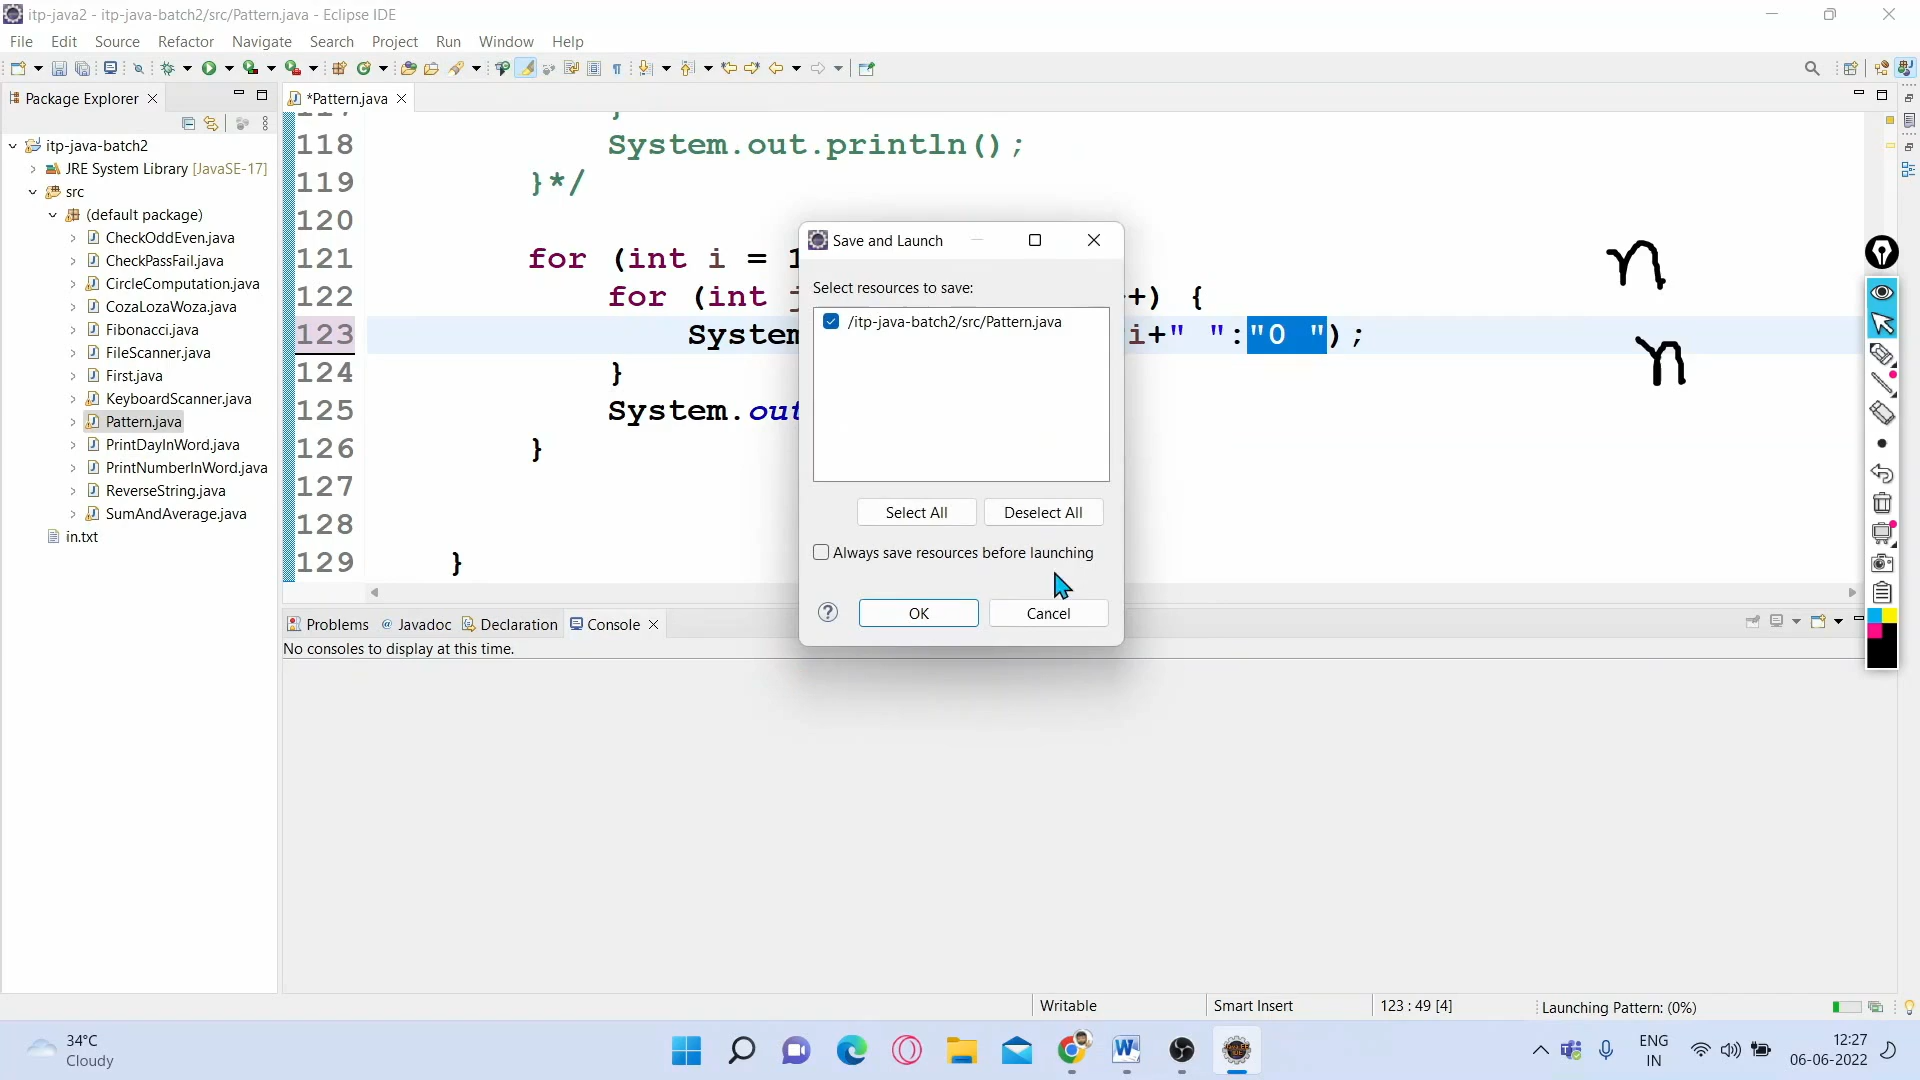 itp-java2 - itp-java-batch2/src/Pattern.java - Eclipse IDE
File Edit Source Refactor Navigate Search Project Run Window Help
Package Explorer
itp-java-batch2
JRE System Library [JavaSE-17]
src
(default package)
CheckOddEven.java
CheckPassFail.java
CircleComputation.java
CozaLozaWoza.java
Fibonacci.java
FileScanner.java
First.java
KeyboardScanner.java
Pattern.java
PrintDayInWord.java
PrintNumberInWord.java
ReverseString.java
SumAndAverage.java
in.txt
*Pattern.java
118 System.out.println();
119 }*/
120
121 for (int i = 1
122 for (int j +) {
123 System i+" ":"0 ");
124 }
125 System.out
126 }
127
128
129 }
n
n
Save and Launch
Select resources to save:
/itp-java-batch2/src/Pattern.java
Select All Deselect All
Always save resources before launching
OK Cancel
Problems Javadoc Declaration Console
No consoles to display at this time.
Writable Smart Insert 123 : 49 [4] Launching Pattern: (0%)
34°C
Cloudy
ENG
IN
12:27
06-06-2022